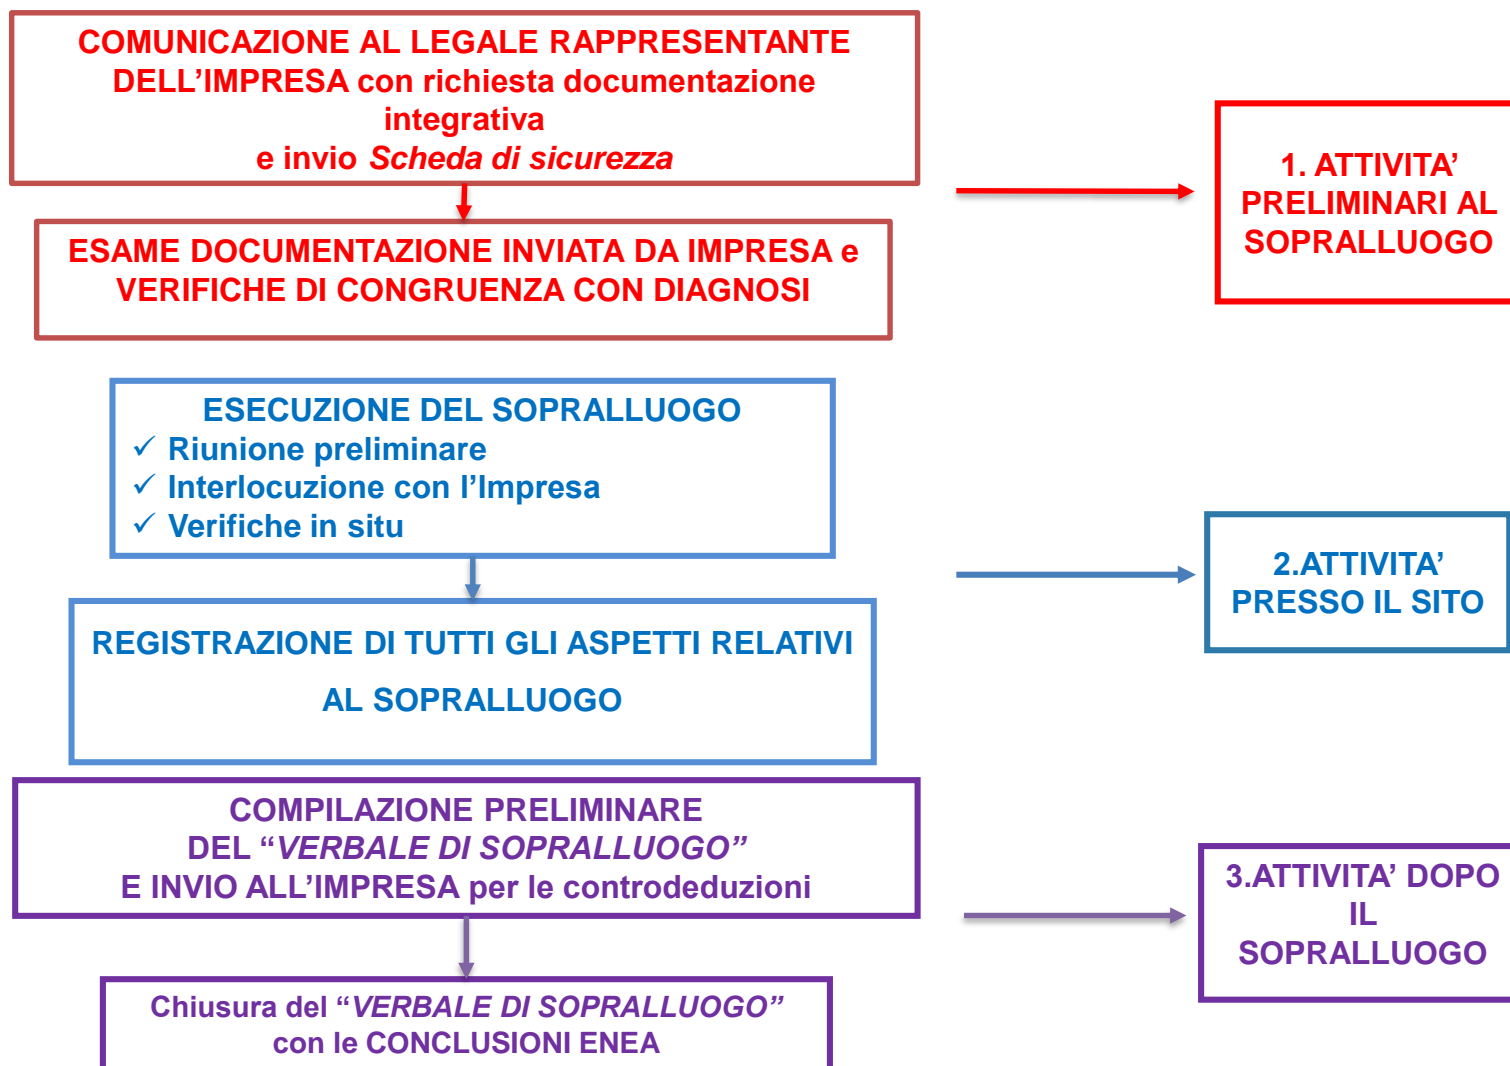 COMUNICAZIONE AL LEGALE RAPPRESENTANTE
DELL’IMPRESA con richiesta documentazione
integrativa
e invio Scheda di sicurezza
ESAME DOCUMENTAZIONE INVIATA DA IMPRESA e
VERIFICHE DI CONGRUENZA CON DIAGNOSI
1. ATTIVITA’
PRELIMINARI AL
SOPRALLUOGO
ESECUZIONE DEL SOPRALLUOGO
✓ Riunione preliminare
✓ Interlocuzione con l’Impresa
✓ Verifiche in situ
REGISTRAZIONE DI TUTTI GLI ASPETTI RELATIVI
AL SOPRALLUOGO
2.ATTIVITA’
PRESSO IL SITO
COMPILAZIONE PRELIMINARE
DEL “VERBALE DI SOPRALLUOGO”
E INVIO ALL’IMPRESA per le controdeduzioni
Chiusura del “VERBALE DI SOPRALLUOGO”
con le CONCLUSIONI ENEA
3.ATTIVITA’ DOPO
IL
SOPRALLUOGO